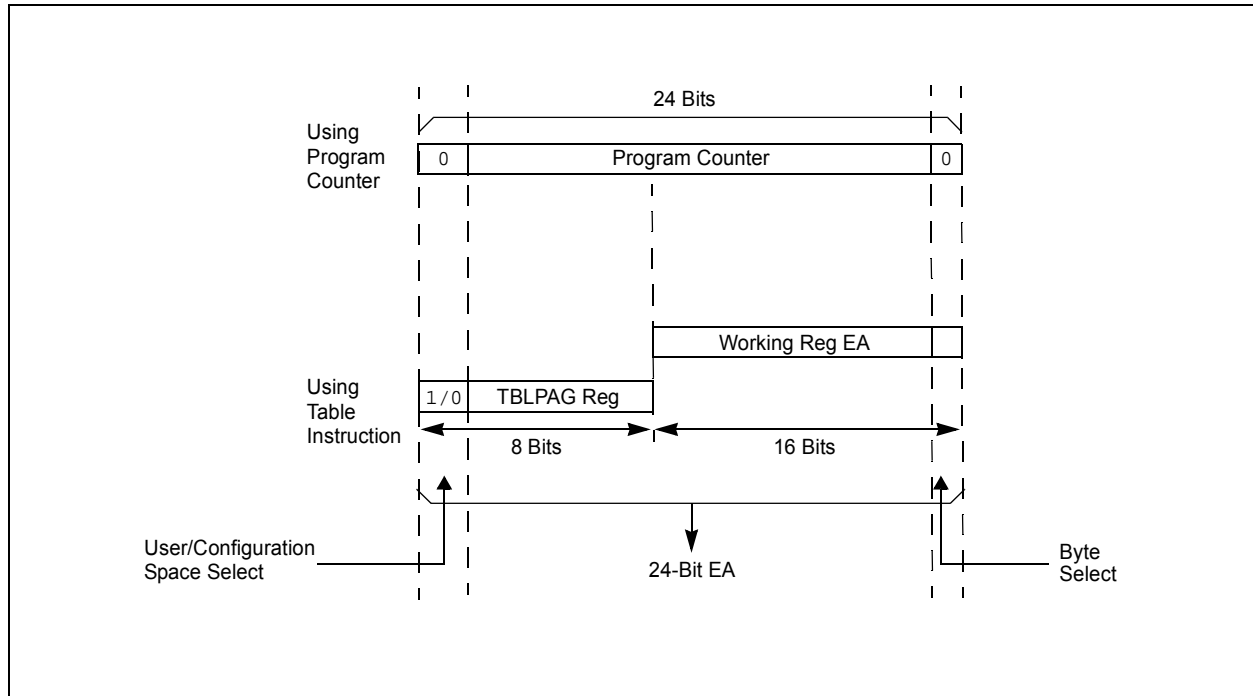 24 Bits
Using
Program
Counter
0
Program Counter
0
Working Reg EA
Using
Table
Instruction
1/0
TBLPAG Reg
8 Bits
16 Bits
User/Configuration
Space Select
24-Bit EA
Byte
Select